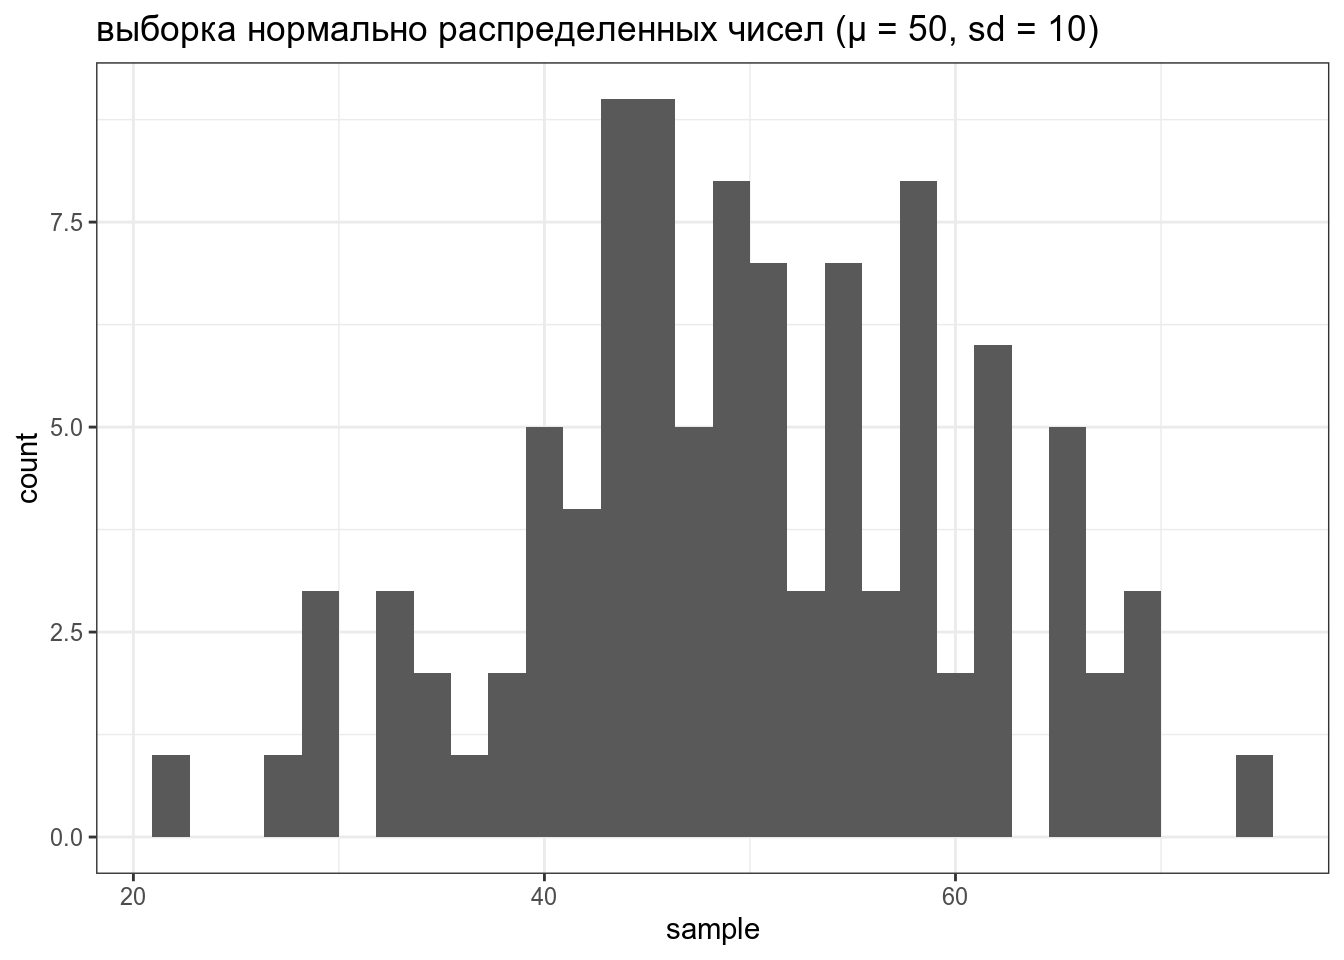 выборка нормально распределенных чисел (μ = 50, sd = 10)
7.5
5.0
2.5
0.0
count
20 40 60
sample